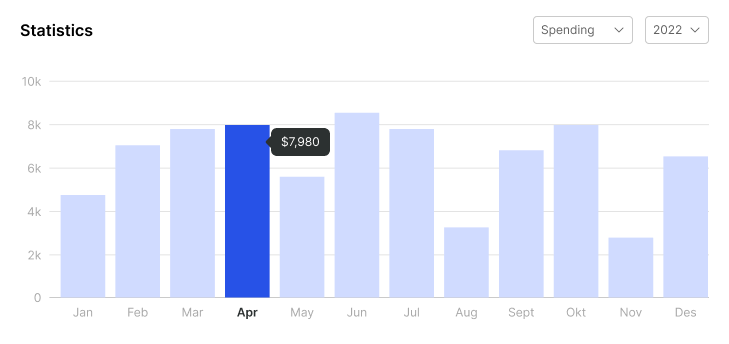 Statistics
Spending
2022
10k
8k
$7,980
6k
4k
2k
0
Jan Feb Mar Apr May Jun Jul Aug Sept Okt Nov Des